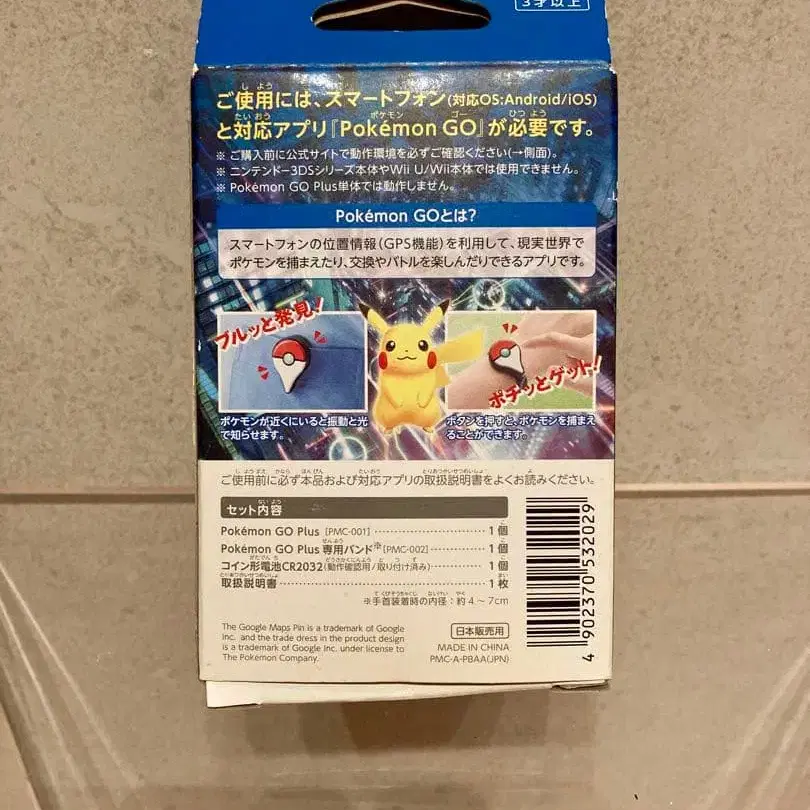 3才以上
ご使用には、スマートフォン(対応OS:Android/iOS)
と対応アプリ『Pokémon GO』が必要です。
※ ご購入前に公式サイトで動作環境を必ずご確認ください(→側面)。
※ ニンテンドー3DSシリーズ本体やWii U/Wii本体では使用できません。
※ Pokémon GO Plus単体では動作しません。
Pokémon GOとは?
スマートフォンの位置情報(GPS機能)を利用して、現実世界で
ポケモンを捕まえたり、交換やバトルを楽しんだりできるアプリです。
ブルッと発見!
ポケモンが近くにいると振動と光
で知らせます。
ポチッとゲット!
ボタンを押すと、ポケモンを捕まえ
ることができます。
ご使用前に必ず本品および対応アプリの取扱説明書をよくお読みください。
セット内容
Pokémon GO Plus [PMC-001] 1個
Pokémon GO Plus 専用バンド※[PMC-002] 1個
コイン形電池CR2032(動作確認用/取り付け済み) 1個
取扱説明書 1枚
※手首装着時の内径:約4~7cm
The Google Maps Pin is a trademark of Google
Inc. and the trade dress in the product design
is a trademark of Google Inc. under license to
The Pokémon Company.
日本販売用
MADE IN CHINA
PMC-A-PBAA(JPN)
4 902370 532029